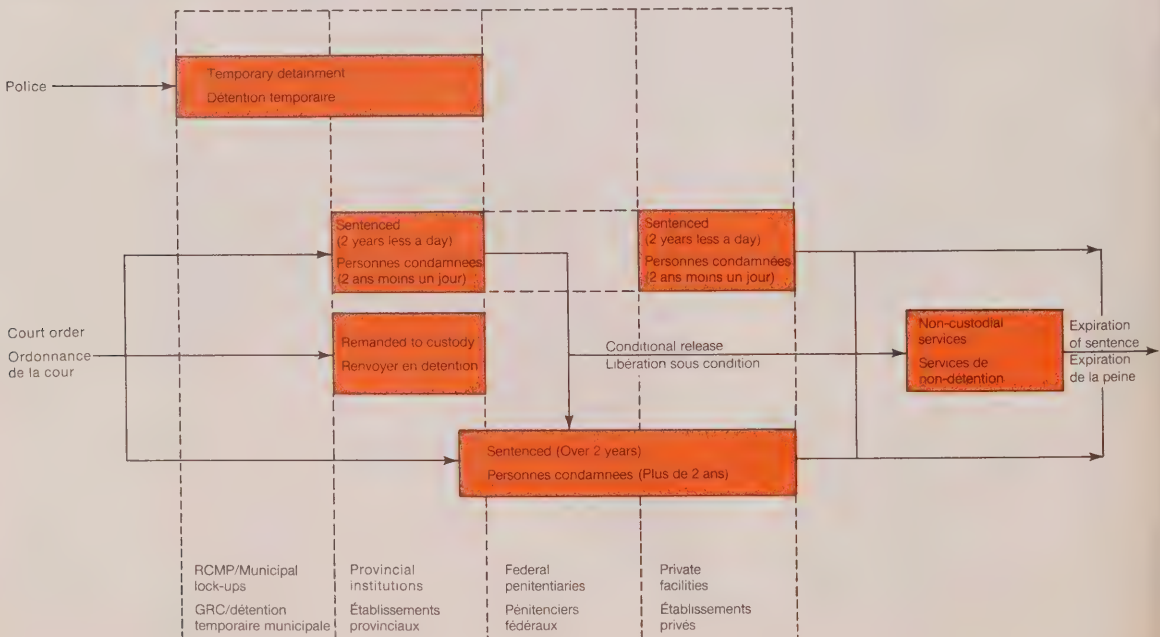 Police
Temporary detainment
Détention temporaire
Sentenced
(2 years less a day)
Personnes condamnées
(2 ans moins un jour)
Sentenced
(2 years less a day)
Personnes condamnées
(2 ans moins un jour)
Court order
Ordonnance
de la cour
Remanded to custody
Renvoyer en detention
Conditional release
Libération sous condition
Non-custodial
services
Services de
non-détention
Expiration
of sentence
Expiration
de la peine
Sentenced (Over 2 years)
Personnes condamnees (Plus de 2 ans)
RCMP/Municipal
lock-ups
GRC/détention
temporaire municipale
Provincial
institutions
Établissements
provinciaux
Federal
penitentiaries
Pénitenciers
fédéraux
Private
facilities
Établissements
privés